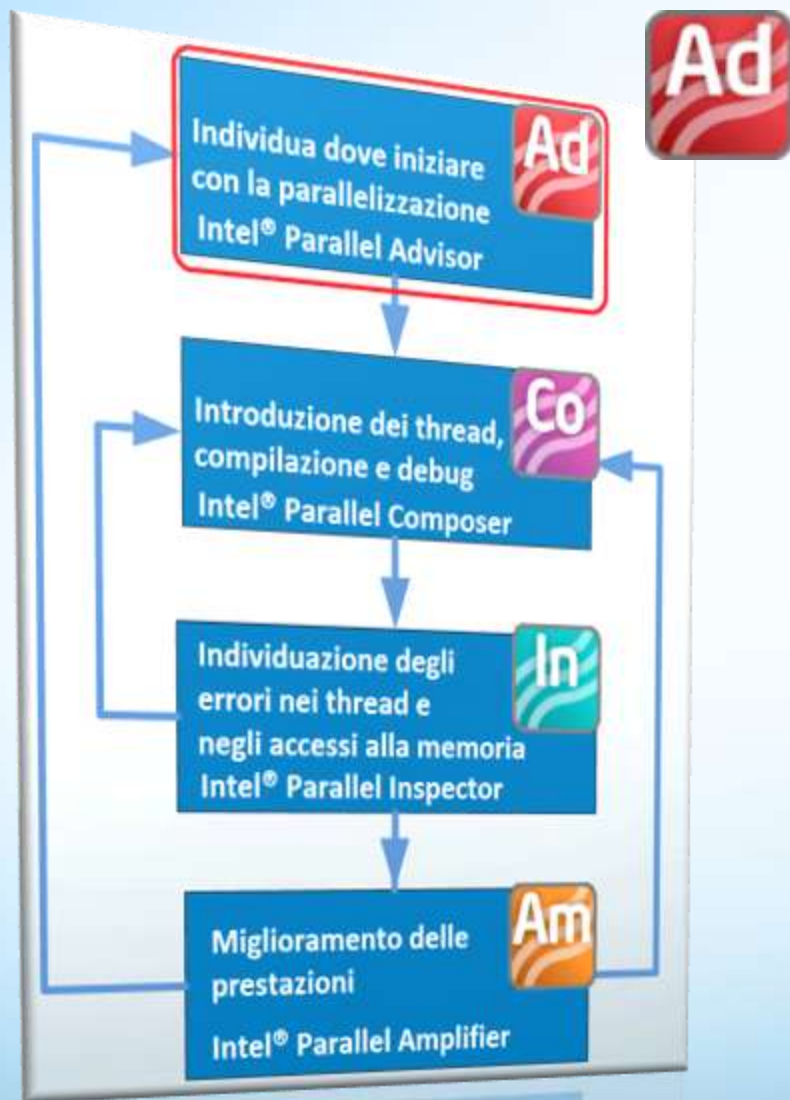 Ad
Individua dove iniziare
con la parallelizzazione
Intel® Parallel Advisor
Ad
Introduzione dei thread,
compilazione e debug
Intel® Parallel Composer
Co
Individuazione degli
errori nei thread e
negli accessi alla memoria
Intel® Parallel Inspector
In
Miglioramento delle
prestazioni
Intel® Parallel Amplifier
Am